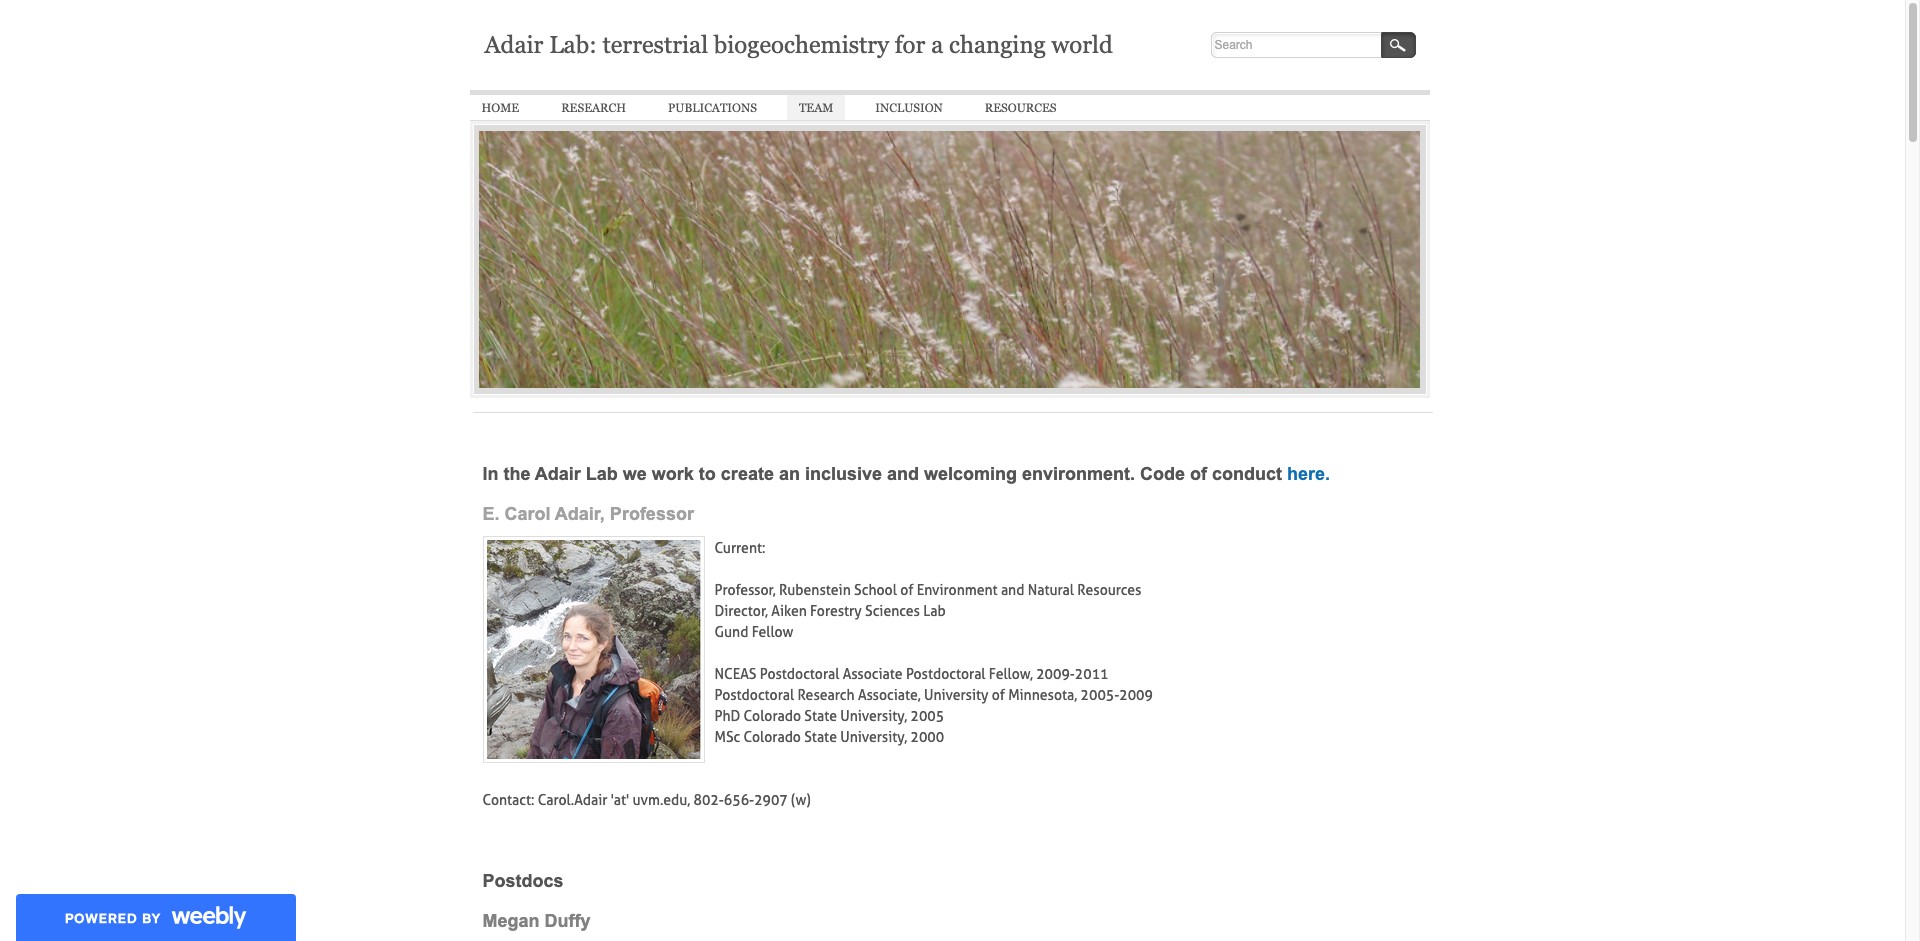 Adair Lab: terrestrial biogeochemistry for a changing world
Search
HOME RESEARCH PUBLICATIONS TEAM INCLUSION RESOURCES
In the Adair Lab we work to create an inclusive and welcoming environment. Code of conduct here.
E. Carol Adair, Professor
Current:
Professor, Rubenstein School of Environment and Natural Resources
Director, Aiken Forestry Sciences Lab
Gund Fellow
NCEAS Postdoctoral Associate Postdoctoral Fellow, 2009-2011
Postdoctoral Research Associate, University of Minnesota, 2005-2009
PhD Colorado State University, 2005
MSc Colorado State University, 2000
Contact: Carol.Adair 'at' uvm.edu, 802-656-2907 (w)
Postdocs
Megan Duffy
POWERED BY weebly